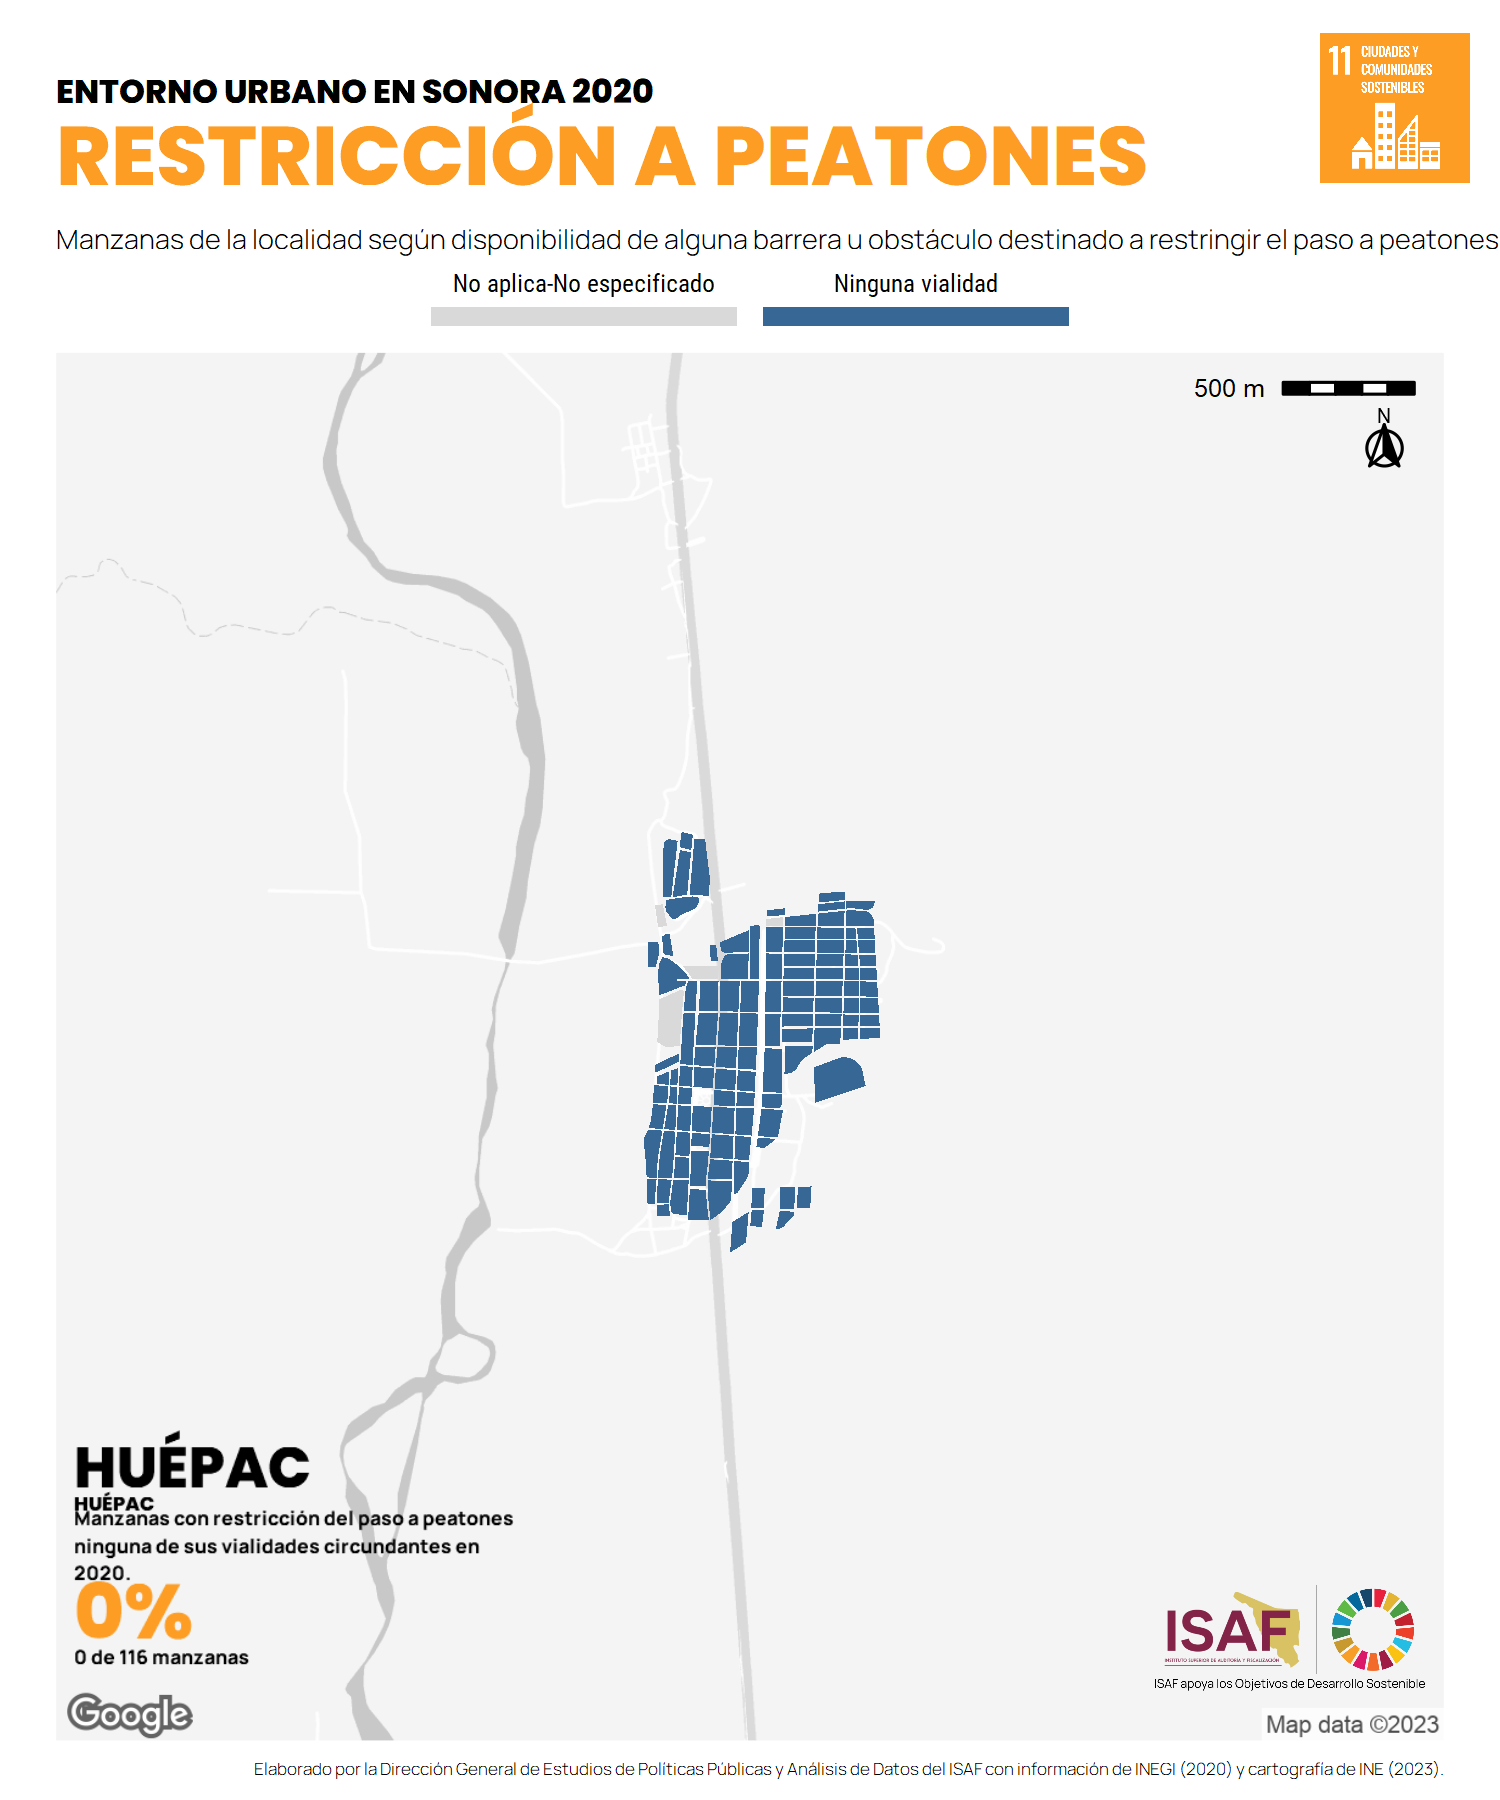 11 CIUDADES Y
COMUNIDADES
SOSTENIBLES
ENTORNO URBANO EN SONORA 2020
RESTRICCIÓN A PEATONES
Manzanas de la localidad según disponibilidad de alguna barrera u obstáculo destinado a restringir el paso a peatones
No aplica-No especificado
Ninguna vialidad
500 m
N
HUÉPAC
HUÉPAC
Manzanas con restricción del paso a peatones
ninguna de sus vialidades circundantes en
2020.
0%
0 de 116 manzanas
Google
ISAF
INSTITUTO SUPERIOR DE AUDITORÍA Y FISCALIZACIÓN
ISAF apoya los Objetivos de Desarrollo Sostenible
Map data ©2023
Elaborado por la Dirección General de Estudios de Políticas Públicas y Análisis de Datos del ISAF con información de INEGI (2020) y cartografía de INE (2023).